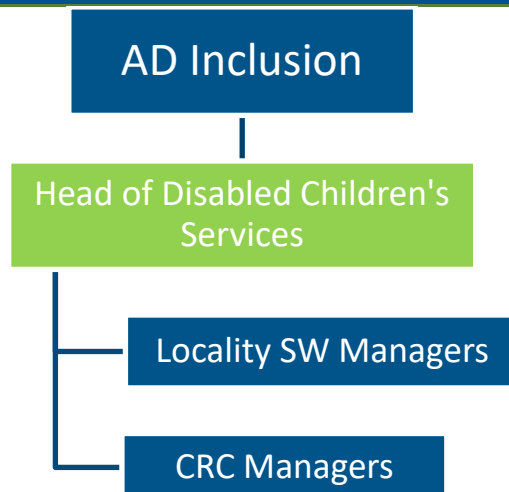 AD Inclusion
Head of Disabled Children's
Services
Locality SW Managers
CRC Managers